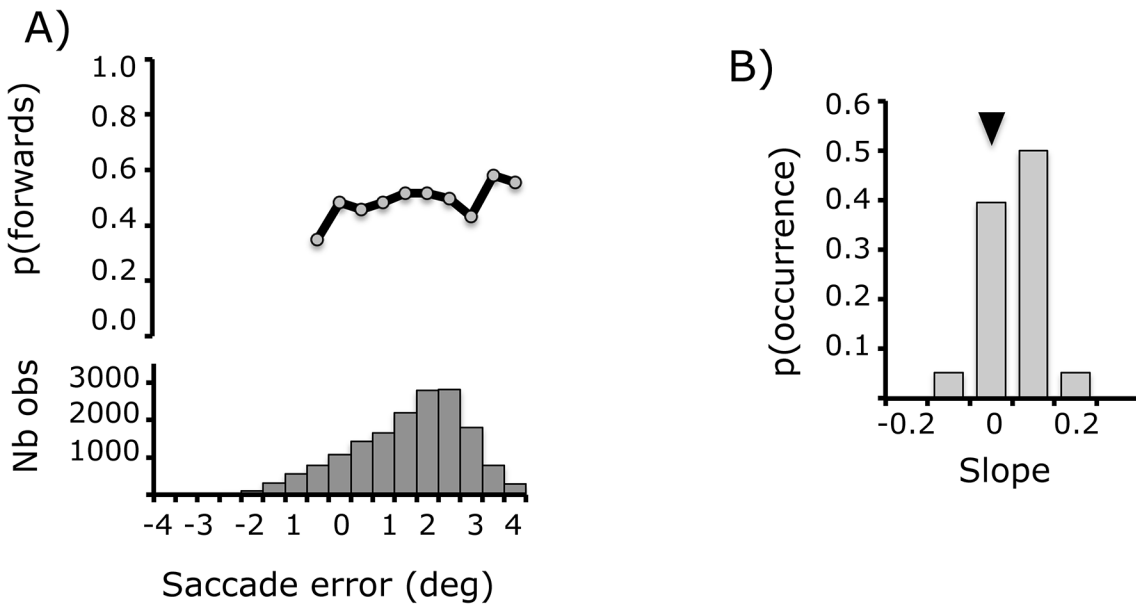 A)
1.0
0.8
0.6
0.4
0.2
0.0
p(forwards)
3000
2000
1000
Nb obs
-4 -3 -2 1 0 1 2 3 4
Saccade error (deg)
B)
0.6
0.5
0.4
0.3
0.2
0.1
p(occurrence)
-0.2 0 0.2
Slope